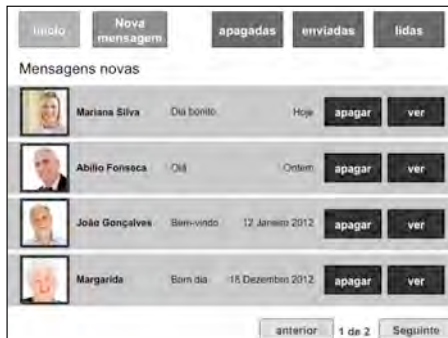 Início Nova mensagem apagadas enviadas lidas
Mensagens novas
Mariana Silva Dia bonito Hoje apagar ver
Abílio Fonseca Olá Ontem apagar ver
João Gonçalves Bem-vindo 12 Janeiro 2012 apagar ver
Margarida Bom dia 18 Dezembro 2012 apagar ver
anterior 1 de 2 Seguinte